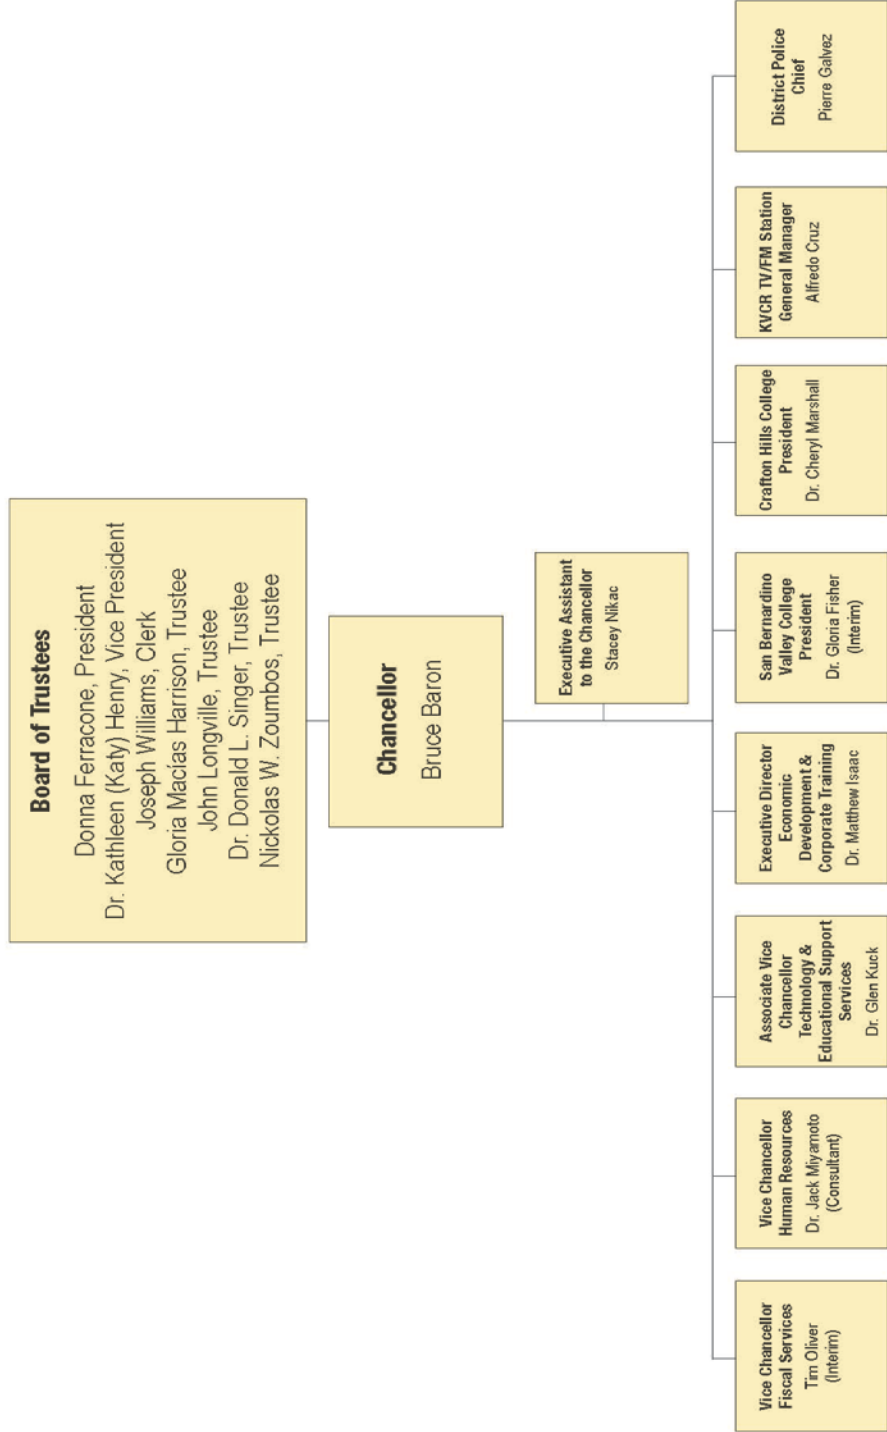 Board of Trustees
Donna Ferracone, President
Dr. Kathleen (Katy) Henry, Vice President
Joseph Williams, Clerk
Gloria Macías Harrison, Trustee
John Longville, Trustee
Dr. Donald L. Singer, Trustee
Nickolas W. Zoumbos, Trustee
Chancellor
Bruce Baron
Executive Assistant
to the Chancellor
Stacey Nikac
Vice Chancellor
Fiscal Services
Tim Oliver
(Interim)
Vice Chancellor
Human Resources
Dr. Jack Miyamoto
(Consultant)
Associate Vice
Chancellor
Technology &
Educational Support
Services
Dr. Glen Kuck
Executive Director
Economic
Development &
Corporate Training
Dr. Matthew Isaac
San Bernardino
Valley College
President
Dr. Gloria Fisher
(Interim)
Crafton Hills College
President
Dr. Cheryl Marshall
KVCR TV/FM Station
General Manager
Alfredo Cruz
District Police
Chief
Pierre Galvez